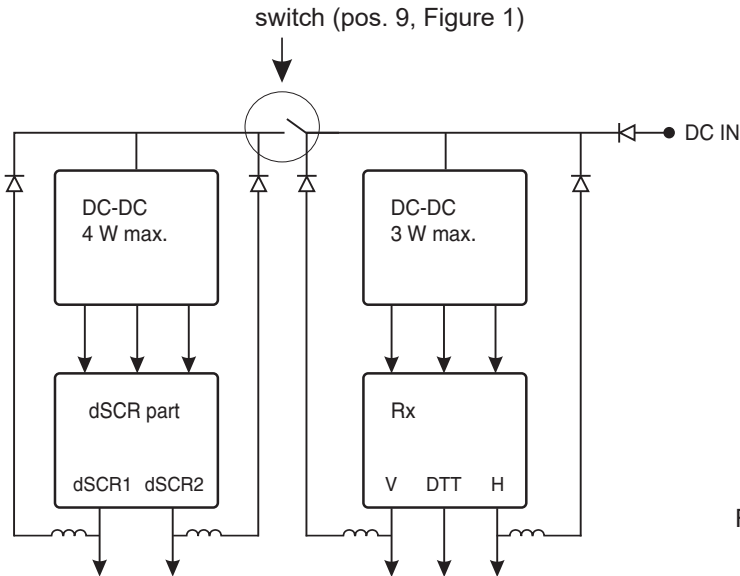 switch (pos. 9, Figure 1)
DC IN
DC-DC
4 W max.
DC-DC
3 W max.
dSCR part
Rx
dSCR1 dSCR2
V DTT H
F